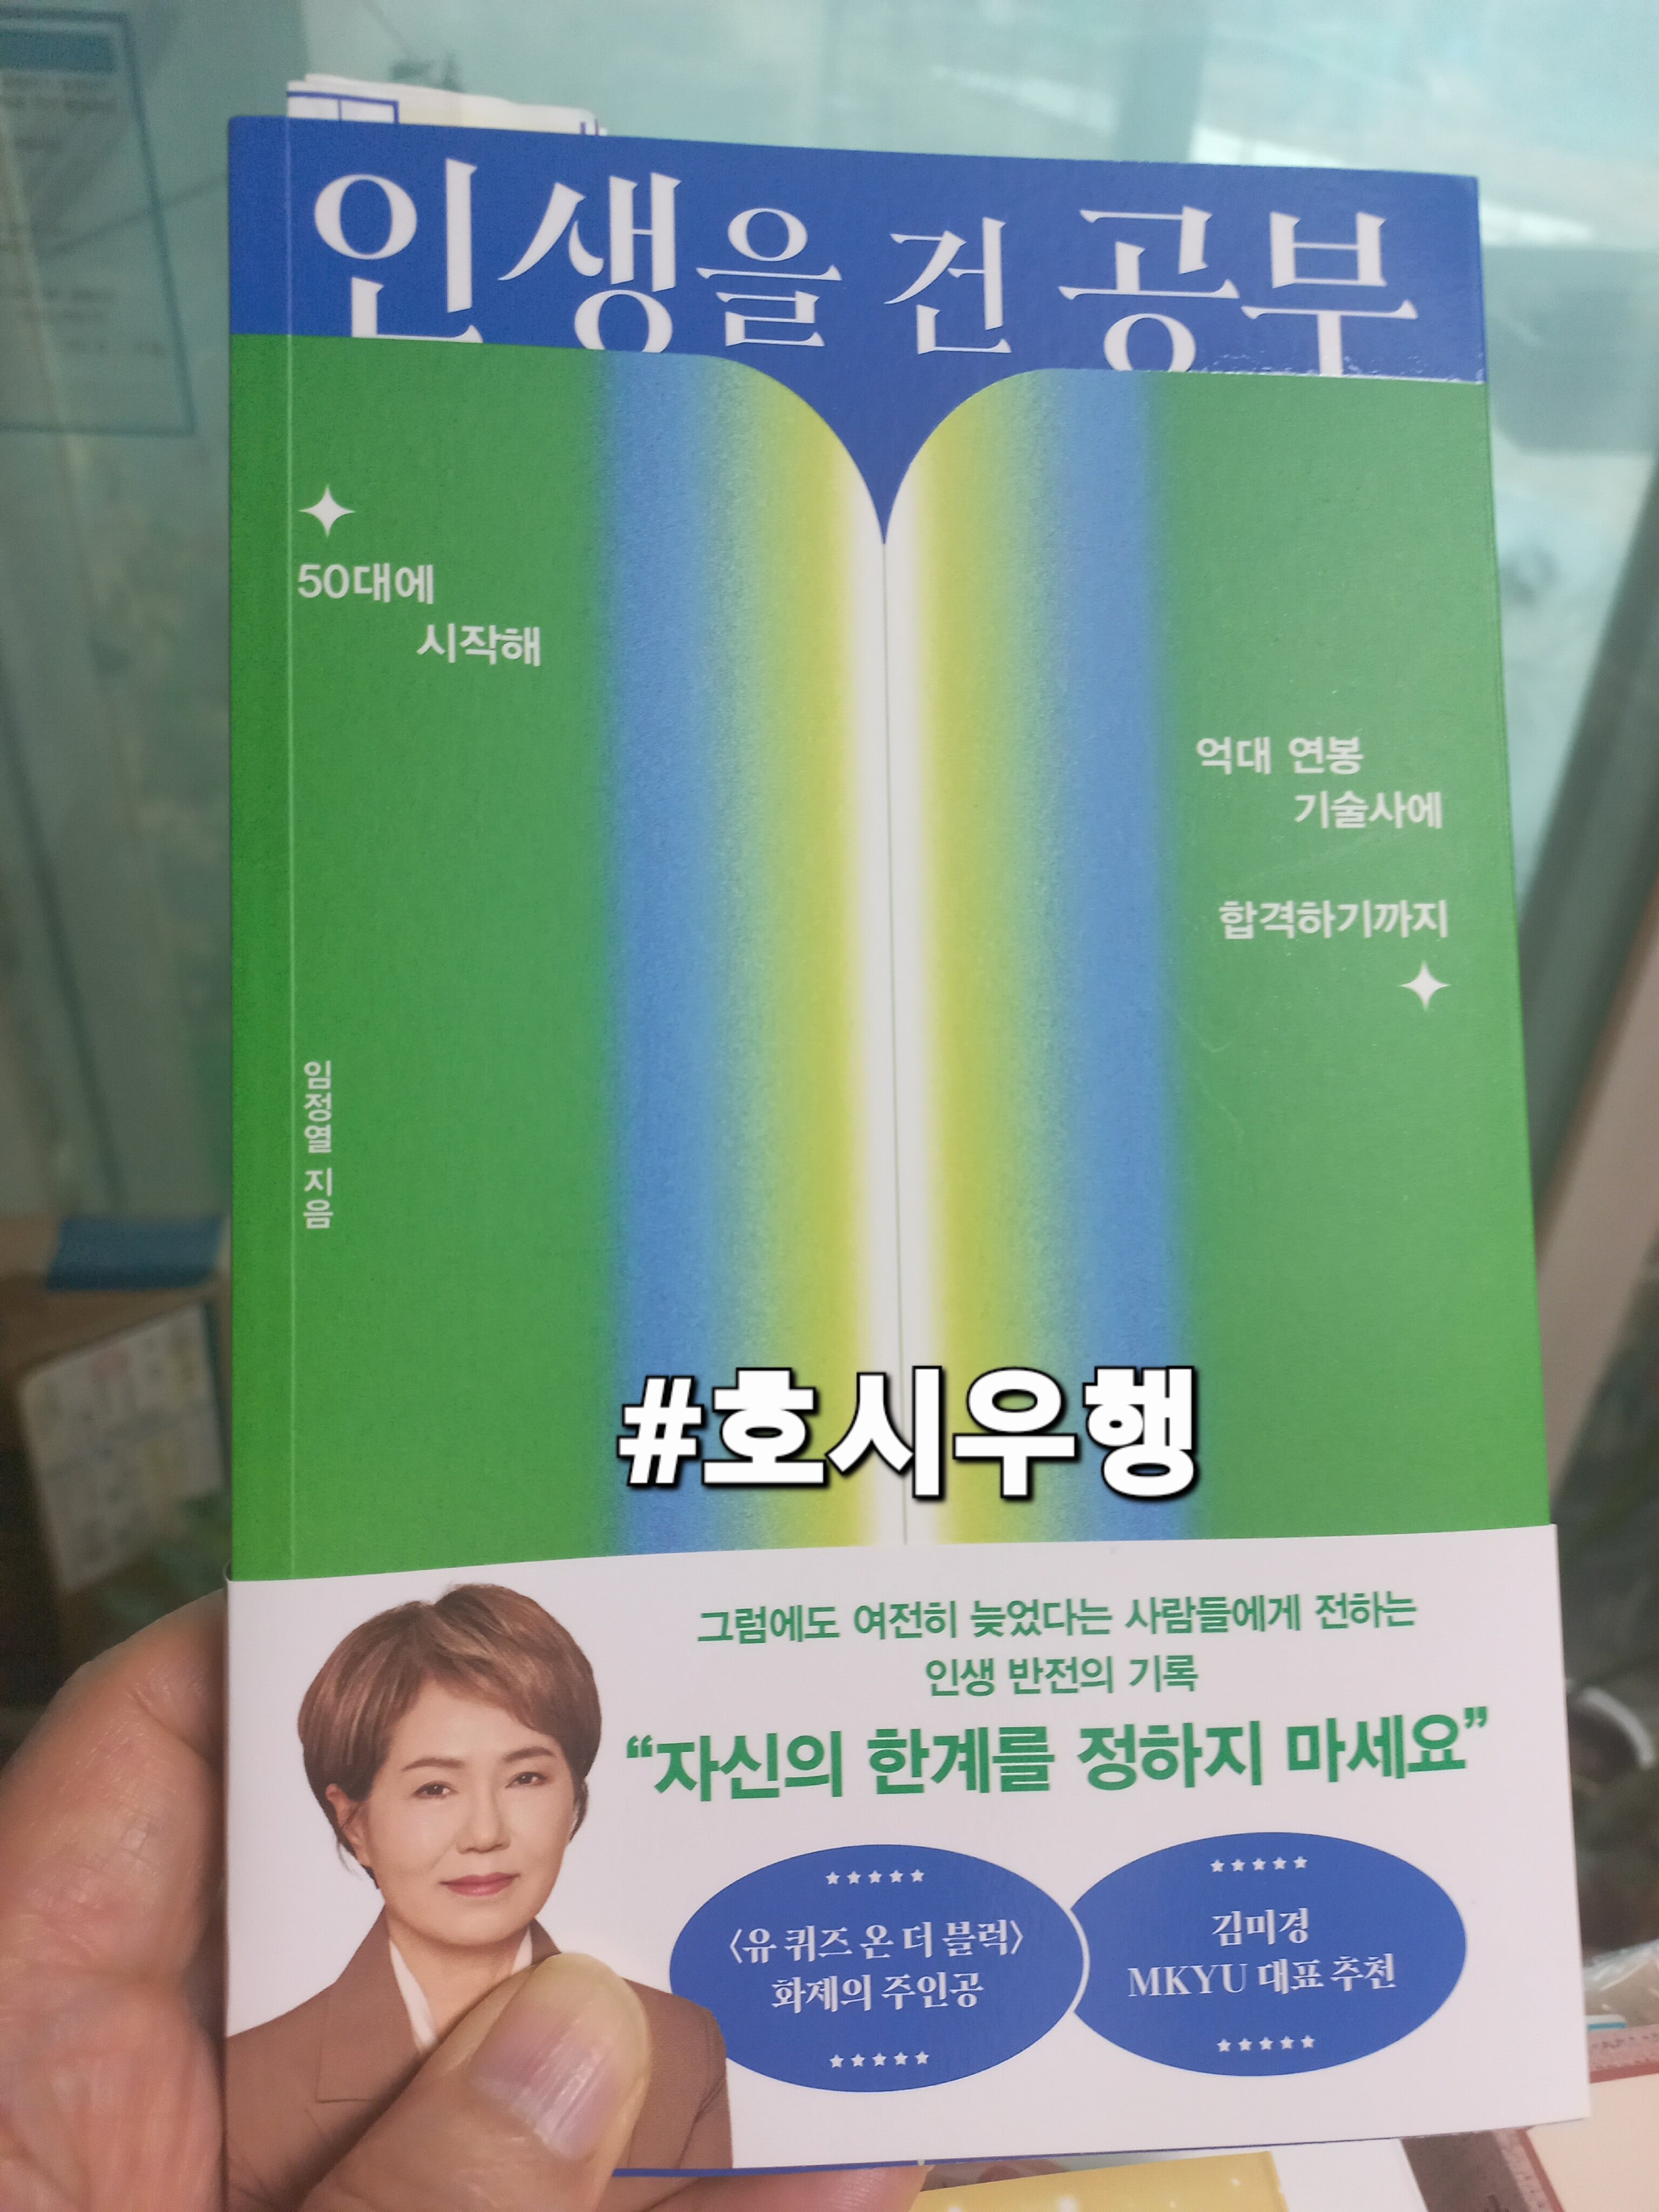 인생을 건 공부
50대에
시작해
억대 연봉
기술사에
합격하기까지
임정열 지음
#호시우행
그럼에도 여전히 늦었다는 사람들에게 전하는
인생 반전의 기록
“자신의 한계를 정하지 마세요”
〈유 퀴즈 온 더 블럭〉
화제의 주인공
김미경
MKYU 대표 추천